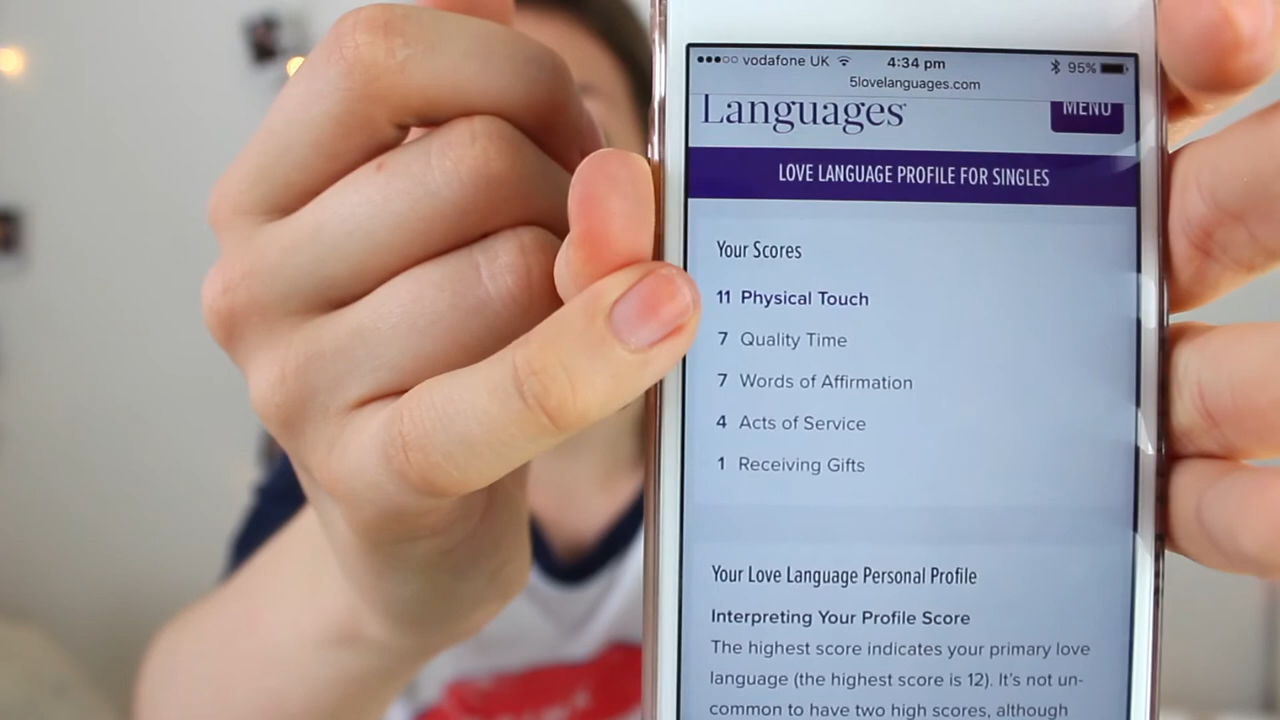 vodafone UK 4:34 pm 95%
5lovelanguages.com
Languages MENU
LOVE LANGUAGE PROFILE FOR SINGLES
Your Scores
11 Physical Touch
7 Quality Time
7 Words of Affirmation
4 Acts of Service
1 Receiving Gifts
Your Love Language Personal Profile
Interpreting Your Profile Score
The highest score indicates your primary love
language (the highest score is 12). It's not un-
common to have two high scores, although